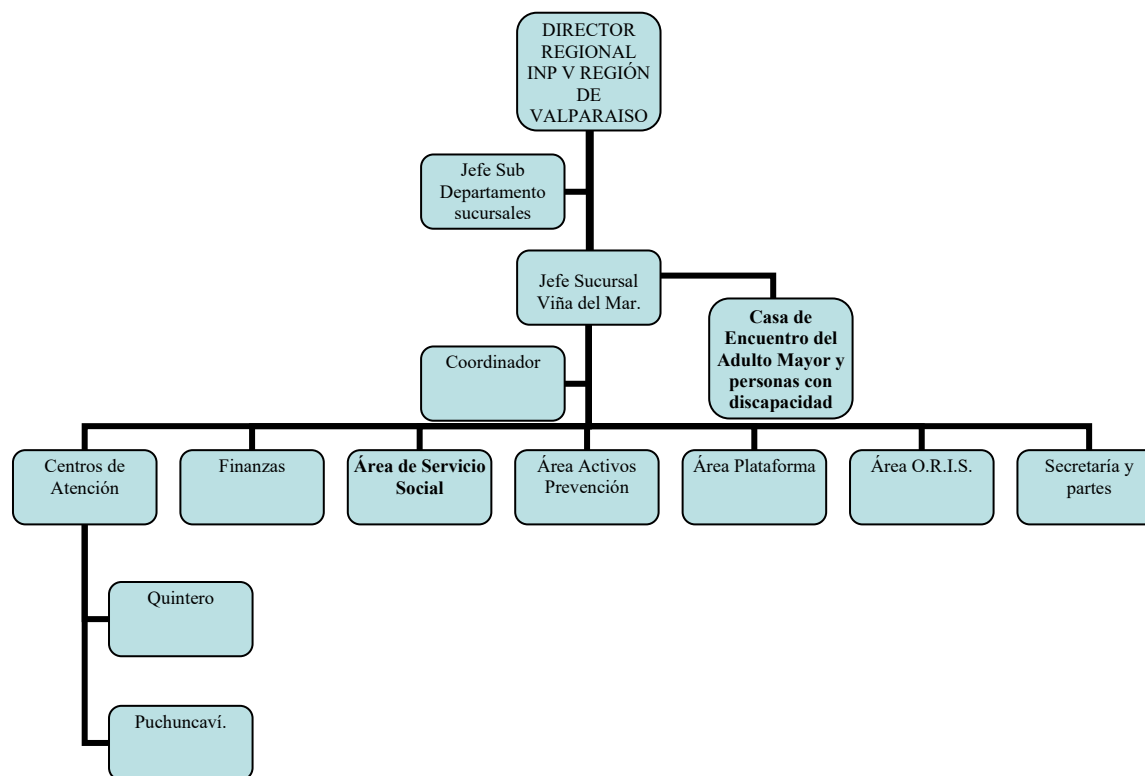 DIRECTOR
REGIONAL
INP V REGIÓN
DE
VALPARAISO
Jefe Sub
Departamento
sucursales
Jefe Sucursal
Viña del Mar.
Casa de
Encuentro del
Adulto Mayor y
personas con
discapacidad
Coordinador
Centros de
Atención
Finanzas
Área de Servicio
Social
Área Activos
Prevención
Área Plataforma
Área O.R.I.S.
Secretaría y
partes
Quintero
Puchuncaví.